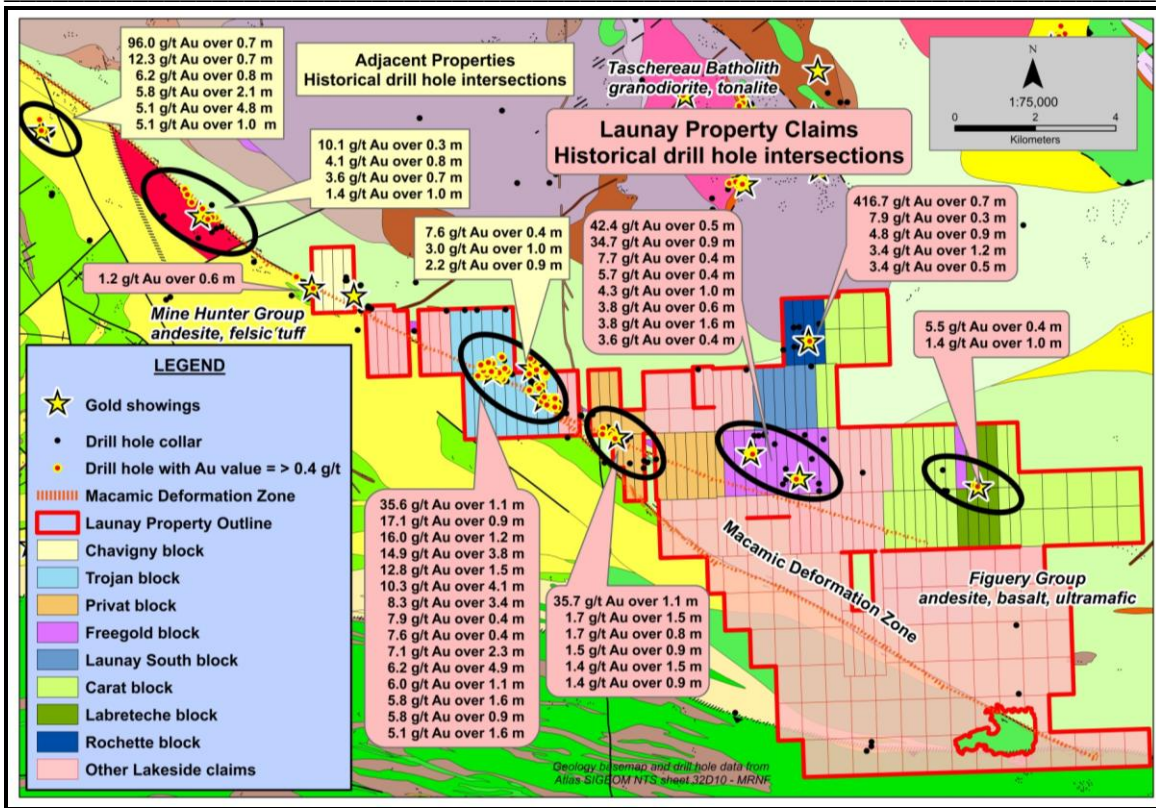 96.0 g/t Au over 0.7 m
12.3 g/t Au over 0.7 m
6.2 g/t Au over 0.8 m
5.8 g/t Au over 2.1 m
5.1 g/t Au over 4.8 m
5.1 g/t Au over 1.0 m
Adjacent Properties
Historical drill hole intersections
Taschereau Batholith
granodiorite, tonalite
Launay Property Claims
Historical drill hole intersections
N
1:75,000
0 2 4
Kilometers
10.1 g/t Au over 0.3 m
4.1 g/t Au over 0.8 m
3.6 g/t Au over 0.7 m
1.4 g/t Au over 1.0 m
7.6 g/t Au over 0.4 m
3.0 g/t Au over 1.0 m
2.2 g/t Au over 0.9 m
42.4 g/t Au over 0.5 m
34.7 g/t Au over 0.9 m
7.7 g/t Au over 0.4 m
5.7 g/t Au over 0.4 m
4.3 g/t Au over 1.0 m
3.8 g/t Au over 0.6 m
3.8 g/t Au over 1.6 m
3.6 g/t Au over 0.4 m
416.7 g/t Au over 0.7 m
7.9 g/t Au over 0.3 m
4.8 g/t Au over 0.9 m
3.4 g/t Au over 1.2 m
3.4 g/t Au over 0.5 m
1.2 g/t Au over 0.6 m
Mine Hunter Group
andesite, felsic tuff
5.5 g/t Au over 0.4 m
1.4 g/t Au over 1.0 m
LEGEND
Gold showings
Drill hole collar
Drill hole with Au value = > 0.4 g/t
Macamic Deformation Zone
Launay Property Outline
Chavigny block
Trojan block
Privat block
Freegold block
Launay South block
Carat block
Labreteche block
Rochette block
Other Lakeside claims
35.6 g/t Au over 1.1 m
17.1 g/t Au over 0.9 m
16.0 g/t Au over 1.2 m
14.9 g/t Au over 3.8 m
12.8 g/t Au over 1.5 m
10.3 g/t Au over 4.1 m
8.3 g/t Au over 3.4 m
7.9 g/t Au over 0.4 m
7.6 g/t Au over 0.4 m
7.1 g/t Au over 2.3 m
6.2 g/t Au over 4.9 m
6.0 g/t Au over 1.1 m
5.8 g/t Au over 1.6 m
5.8 g/t Au over 0.9 m
5.1 g/t Au over 1.6 m
35.7 g/t Au over 1.1 m
1.7 g/t Au over 1.5 m
1.7 g/t Au over 0.8 m
1.5 g/t Au over 0.9 m
1.4 g/t Au over 1.5 m
1.4 g/t Au over 0.9 m
Macamic Deformation Zone
Figuery Group
andesite, basalt, ultramafic
Geology basemap and drill hole data from
Atlas SIGEOM NTS sheet 32D10 - MRNF